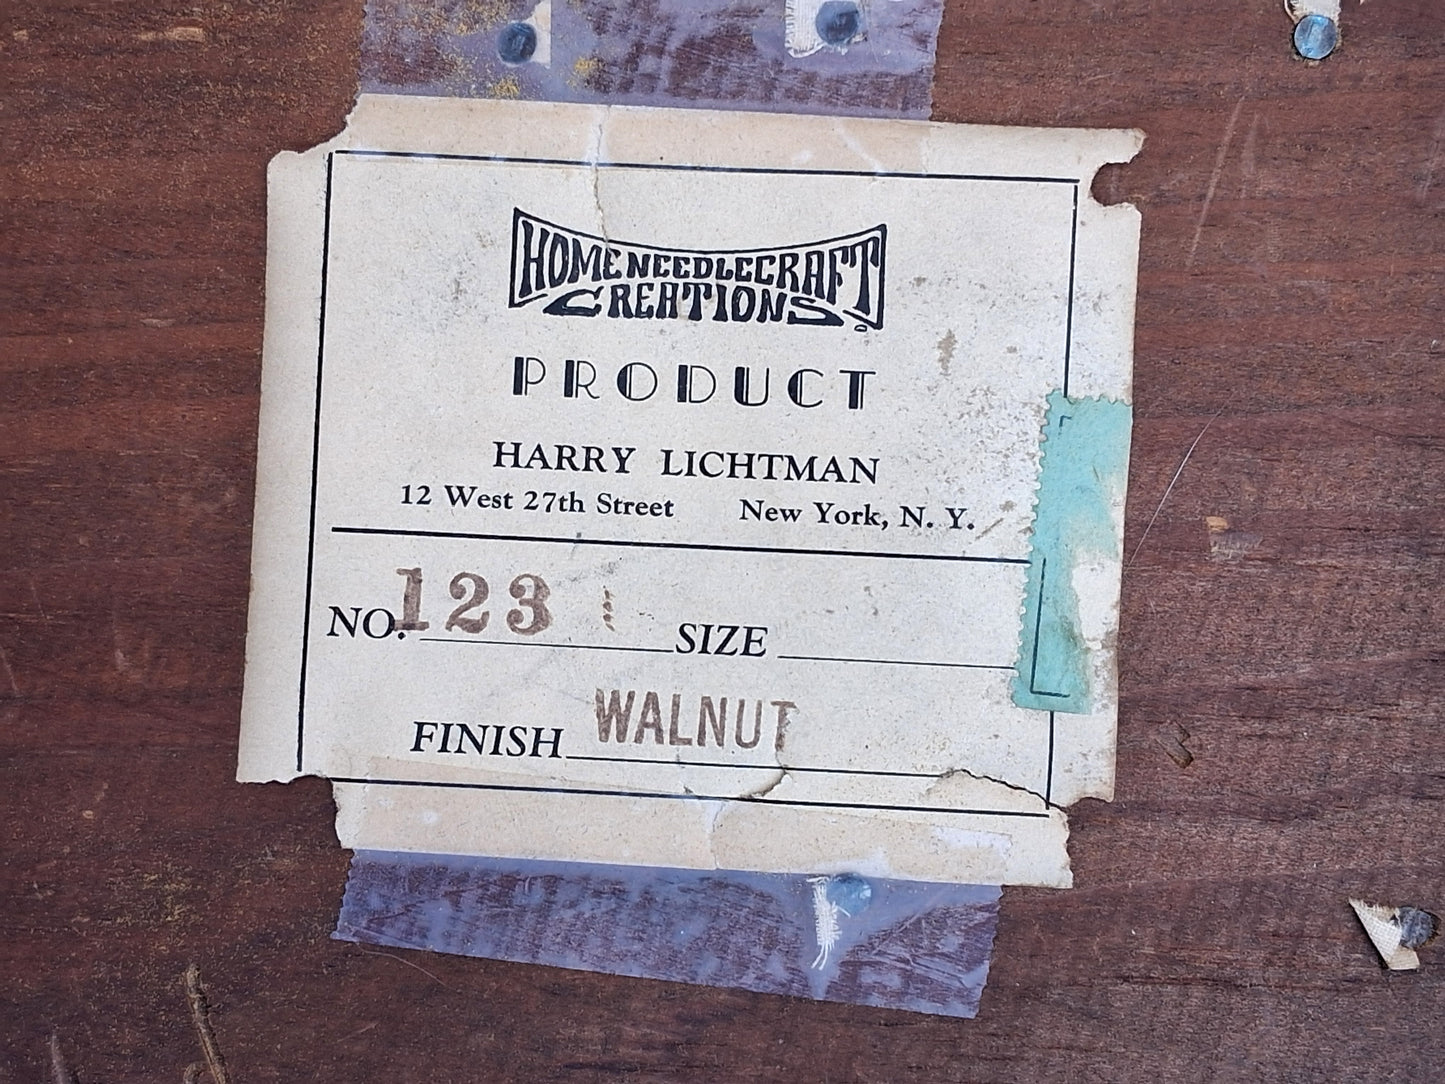 HOME NEEDLECRAFT
CREATIONS
PRODUCT
HARRY LICHTMAN
12 West 27th Street New York, N. Y.
NO. 123 SIZE
FINISH WALNUT